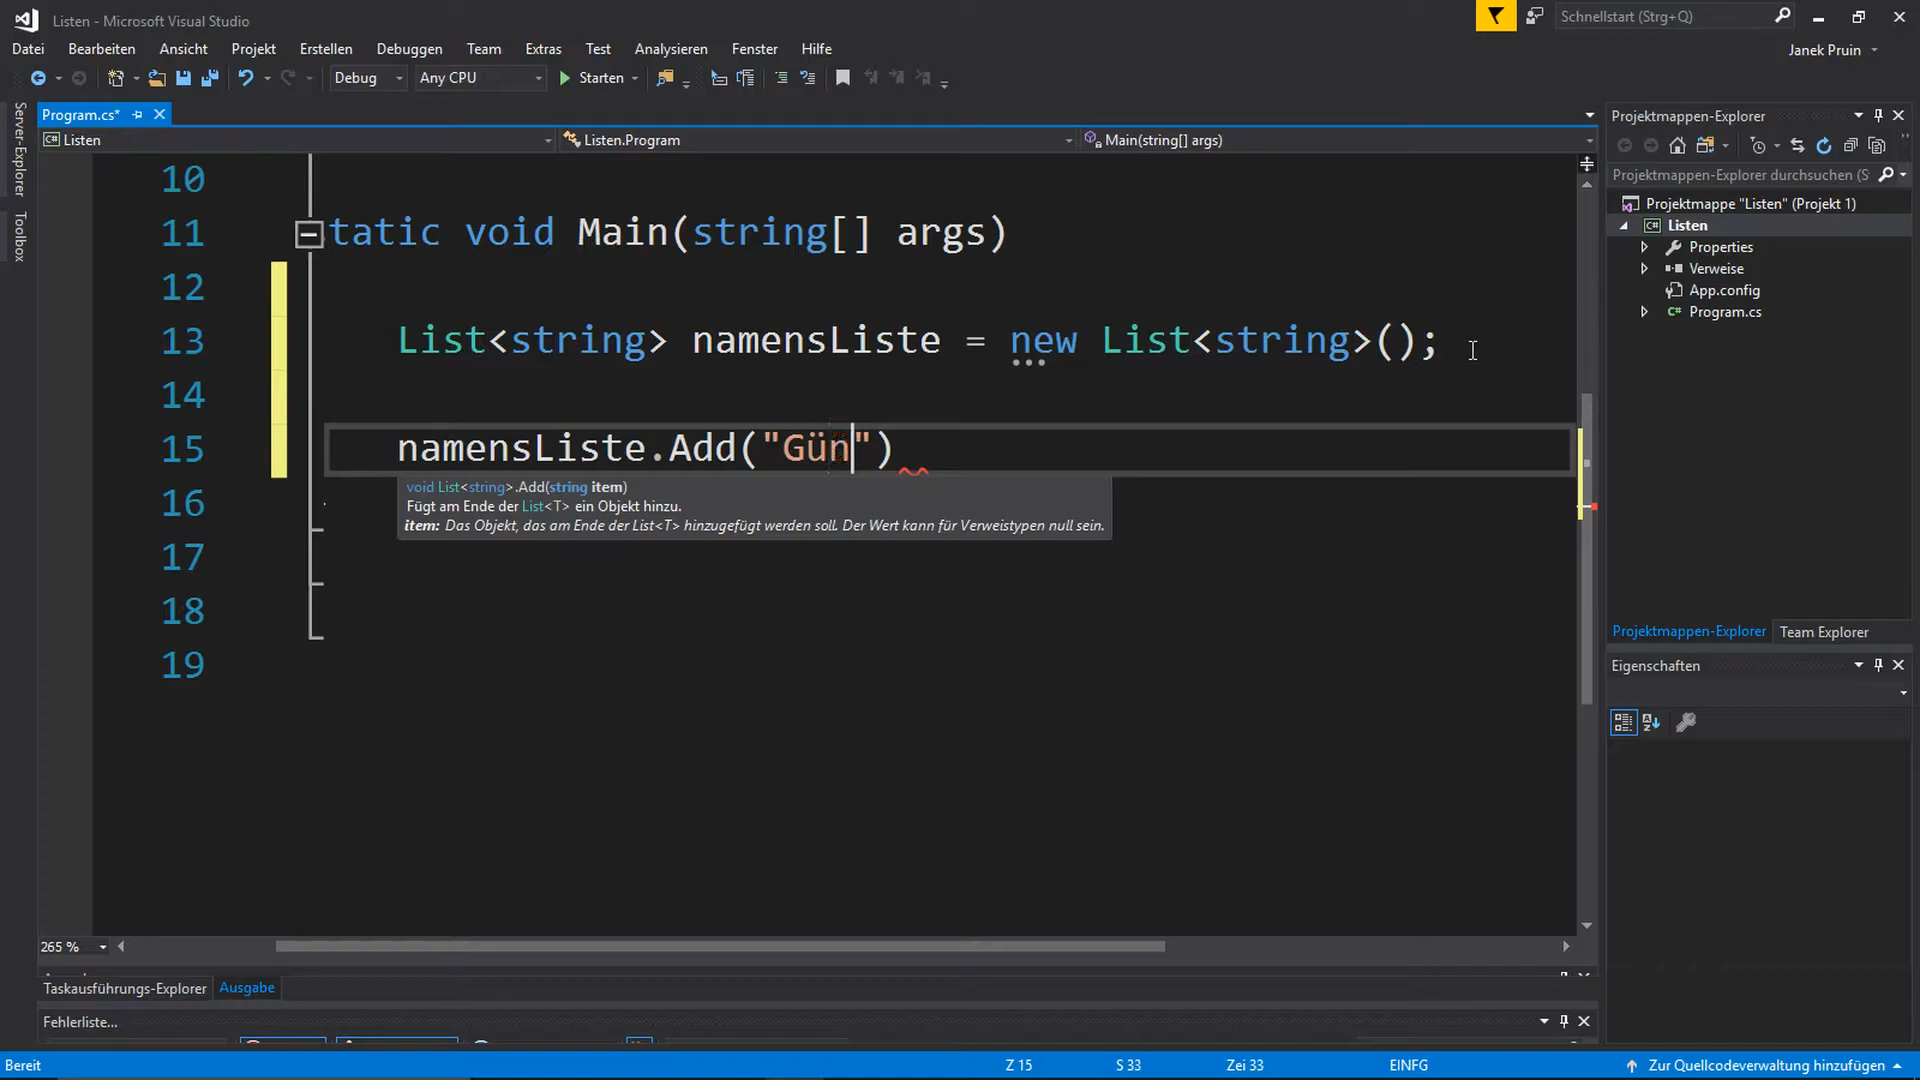 Listen - Microsoft Visual Studio
Schnellstart (Strg+Q)
Datei Bearbeiten Ansicht Projekt Erstellen Debuggen Team Extras Test Analysieren Fenster Hilfe
Janek Pruin
Debug Any CPU Starten
Server-Explorer
Toolbox
Program.cs*
Listen Listen.Program Main(string[] args)
10
11 tatic void Main(string[] args)
12
13 List<string> namensListe = new List<string>();
14
15 namensListe.Add("Gün")
void List<string>.Add(string item)
Fügt am Ende der List<T> ein Objekt hinzu.
item: Das Objekt, das am Ende der List<T> hinzugefügt werden soll. Der Wert kann für Verweistypen null sein.
16
17
18
19
265 %
Projektmappen-Explorer
Projektmappen-Explorer durchsuchen (S
Projektmappe "Listen" (Projekt 1)
C# Listen
Properties
Verweise
App.config
C# Program.cs
Projektmappen-Explorer Team Explorer
Eigenschaften
Taskausführungs-Explorer Ausgabe
Fehlerliste...
Bereit Z 15 S 33 Zei 33 EINFG Zur Quellcodeverwaltung hinzufügen